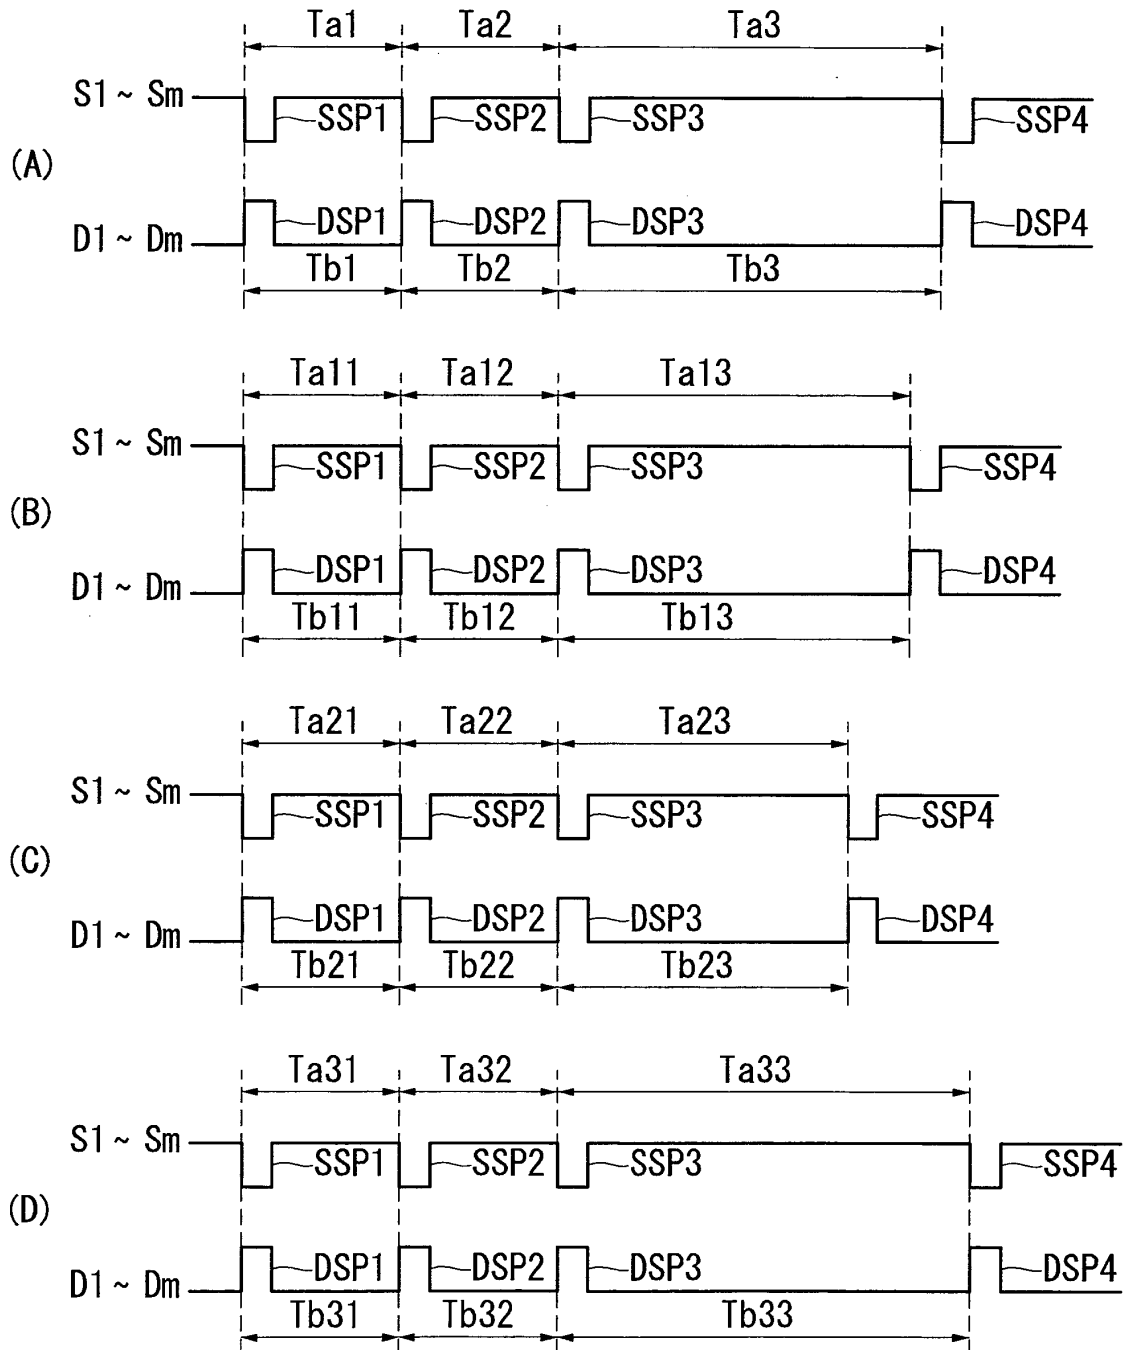 Ta1 Ta2 Ta3
S1 ~ Sm SSP1 SSP2 SSP3 SSP4
(A)
D1 ~ Dm DSP1 DSP2 DSP3 DSP4
Tb1 Tb2 Tb3
Ta11 Ta12 Ta13
S1 ~ Sm SSP1 SSP2 SSP3 SSP4
(B)
D1 ~ Dm DSP1 DSP2 DSP3 DSP4
Tb11 Tb12 Tb13
Ta21 Ta22 Ta23
S1 ~ Sm SSP1 SSP2 SSP3 SSP4
(C)
D1 ~ Dm DSP1 DSP2 DSP3 DSP4
Tb21 Tb22 Tb23
Ta31 Ta32 Ta33
S1 ~ Sm SSP1 SSP2 SSP3 SSP4
(D)
D1 ~ Dm DSP1 DSP2 DSP3 DSP4
Tb31 Tb32 Tb33